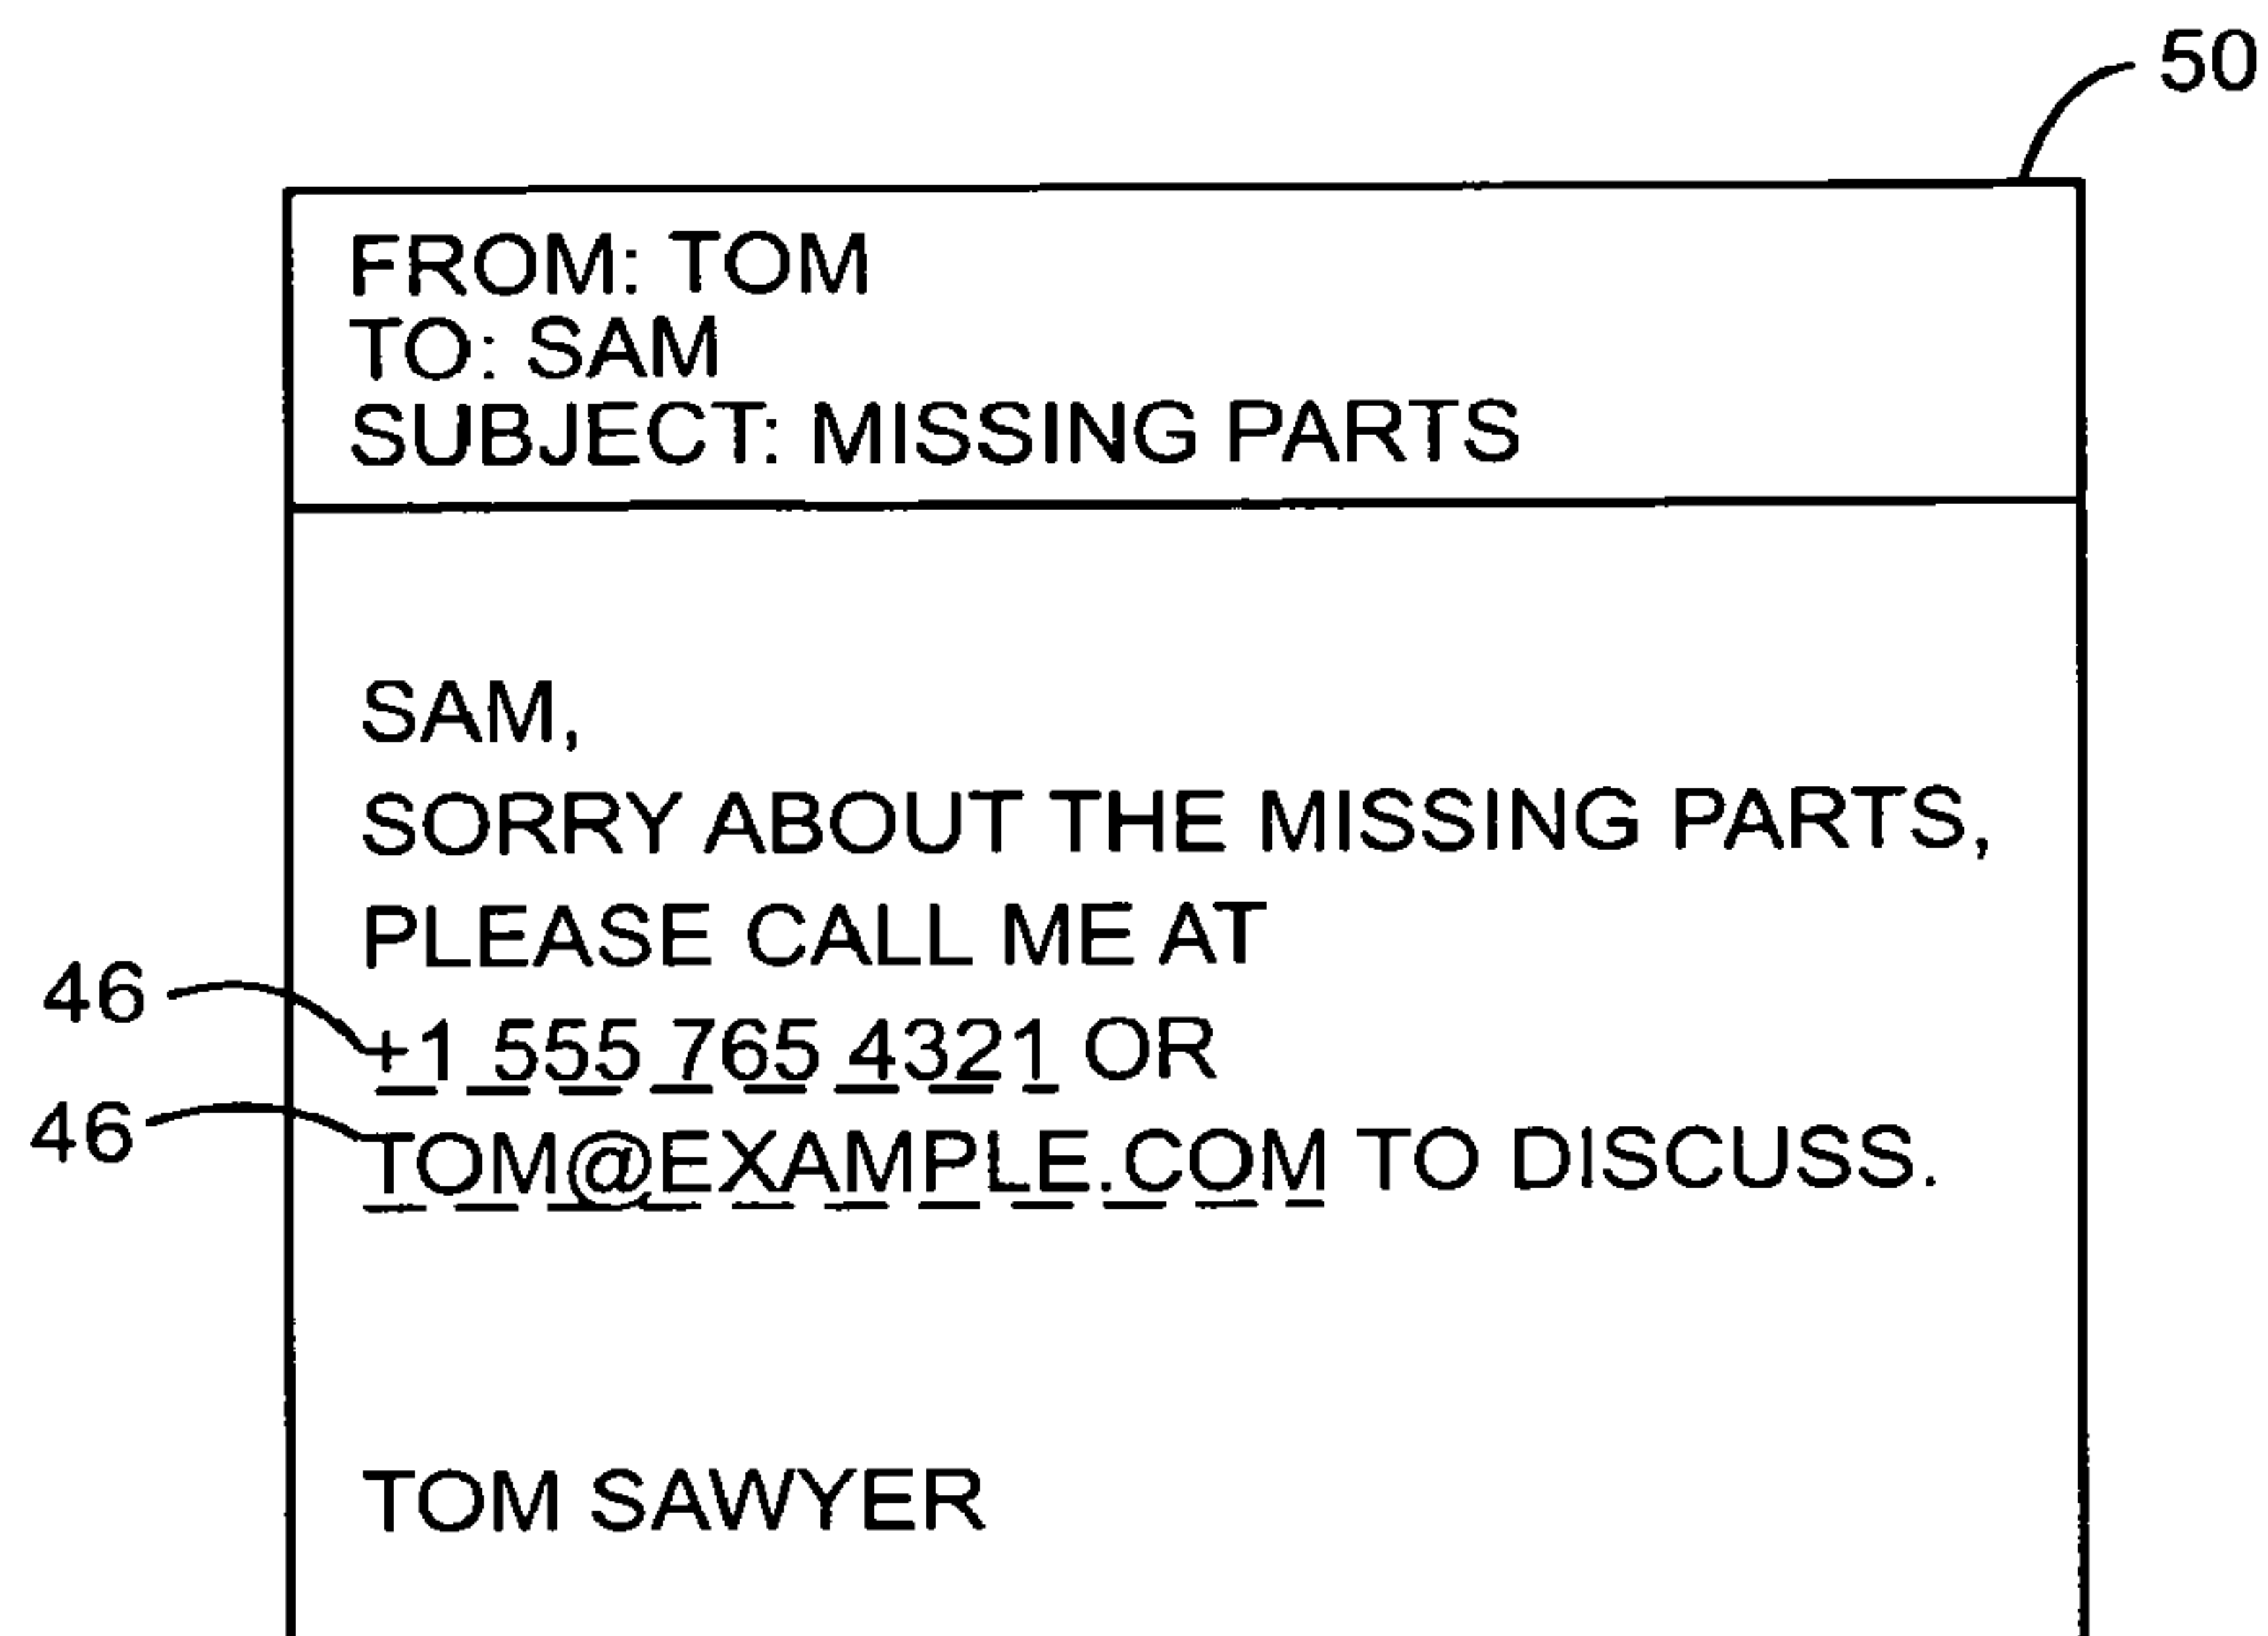 50
FROM: TOM
TO: SAM
SUBJECT: MISSING PARTS
SAM,
SORRY ABOUT THE MISSING PARTS,
PLEASE CALL ME AT
46
+1 555 765 4321 OR
46
TOM@EXAMPLE.COM TO DISCUSS.
TOM SAWYER